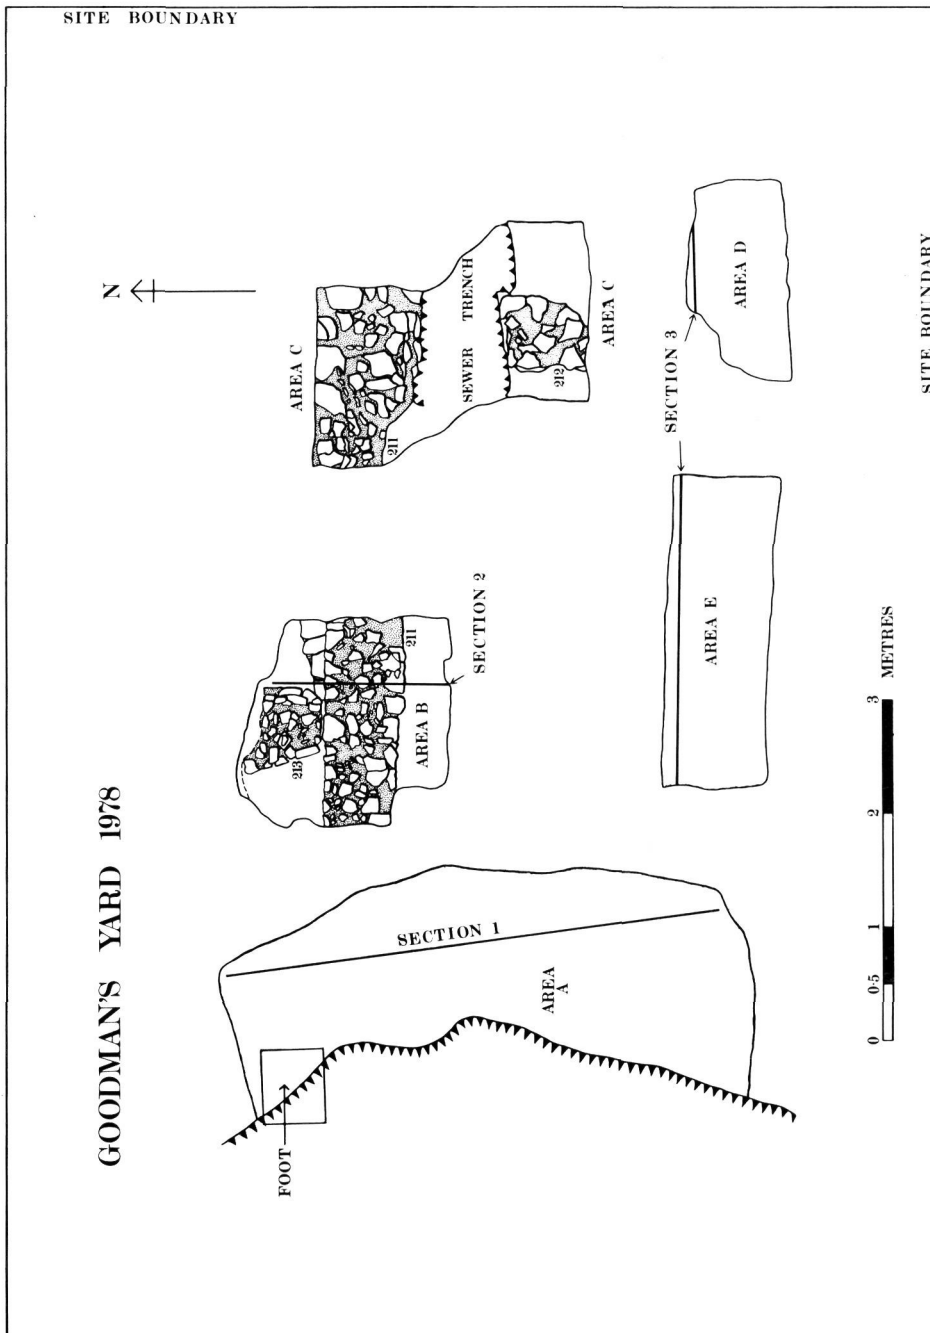 SITE BOUNDARY
GOODMAN'S YARD 1978
N
FOOT
AREA
A
SECTION 1
213
211
AREA B
SECTION 2
AREA C
211
SEWER TRENCH
212
AREA C
SECTION 3
AREA D
AREA E
SITE BOUNDARY
0 0·5 1 2 3 METRES